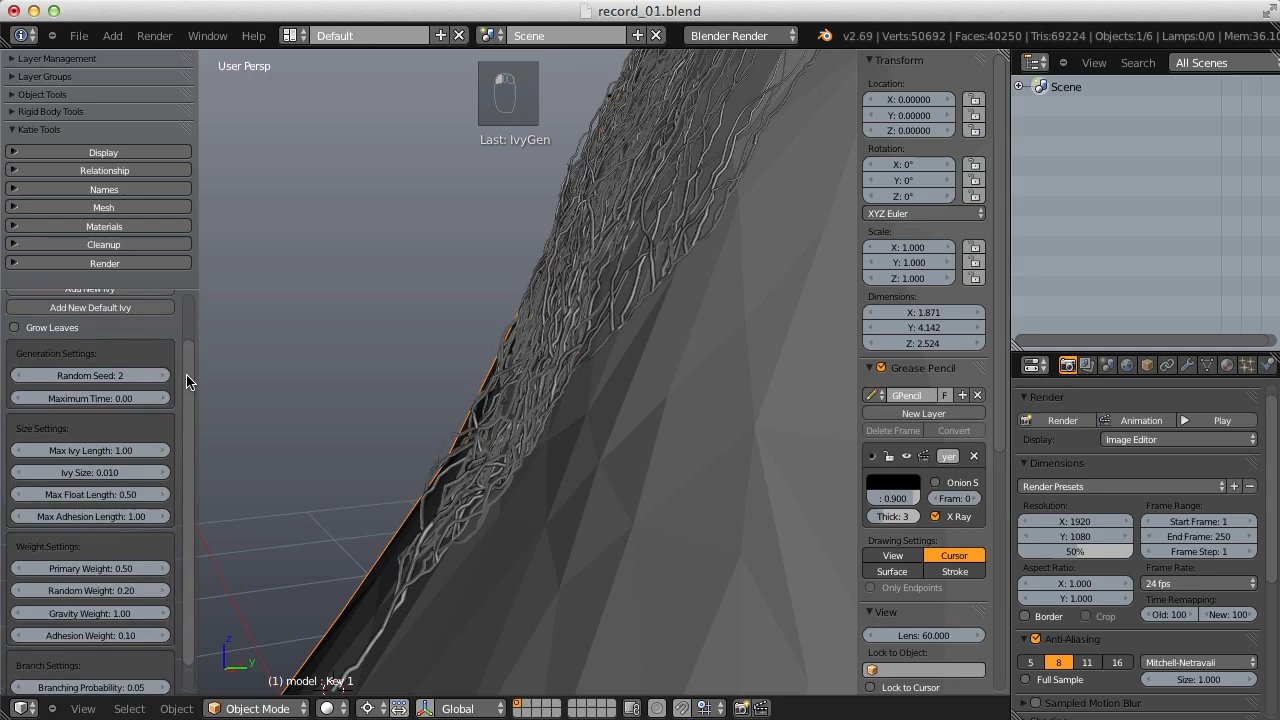 record_01.blend
File Add Render Window Help Default Scene Blender Render v2.69 | Verts:50692 | Faces:40250 | Tris:69224 | Objects:1/6 | Lamps:0/0 | Mem:36.10
Layer Management
Layer Groups
Object Tools
Rigid Body Tools
Katie Tools
Display
Relationship
Names
Mesh
Materials
Cleanup
Render
Add New Ivy
Add New Default Ivy
Grow Leaves
Generation Settings:
Random Seed: 2
Maximum Time: 0.00
Size Settings:
Max Ivy Length: 1.00
Ivy Size: 0.010
Max Float Length: 0.50
Max Adhesion Length: 1.00
Weight Settings:
Primary Weight: 0.50
Random Weight: 0.20
Gravity Weight: 1.00
Adhesion Weight: 0.10
Branch Settings:
Branching Probability: 0.05
User Persp
Last: IvyGen
z
y
(1) model : Key 1
View Select Object Object Mode Global
Transform
Location:
X: 0.00000
Y: 0.00000
Z: 0.00000
Rotation:
X: 0°
Y: 0°
Z: 0°
XYZ Euler
Scale:
X: 1.000
Y: 1.000
Z: 1.000
Dimensions:
X: 1.871
Y: 4.142
Z: 2.524
Grease Pencil
GPencil F
New Layer
Delete Frame Convert
yer
Onion S
: 0.900 Fram: 0
Thick: 3 X Ray
Drawing Settings:
View Cursor
Surface Stroke
Only Endpoints
View
Lens: 60.000
Lock to Object:
Lock to Cursor
View Search All Scenes
Scene
Render
Render Animation Play
Display: Image Editor
Dimensions
Render Presets
Resolution: Frame Range:
X: 1920 Start Frame: 1
Y: 1080 End Frame: 250
50% Frame Step: 1
Aspect Ratio: Frame Rate:
X: 1.000 24 fps
Y: 1.000 Time Remapping:
Border Crop Old: 100 New: 100
Anti-Aliasing
5 8 11 16 Mitchell-Netravali
Full Sample Size: 1.000
Sampled Motion Blur